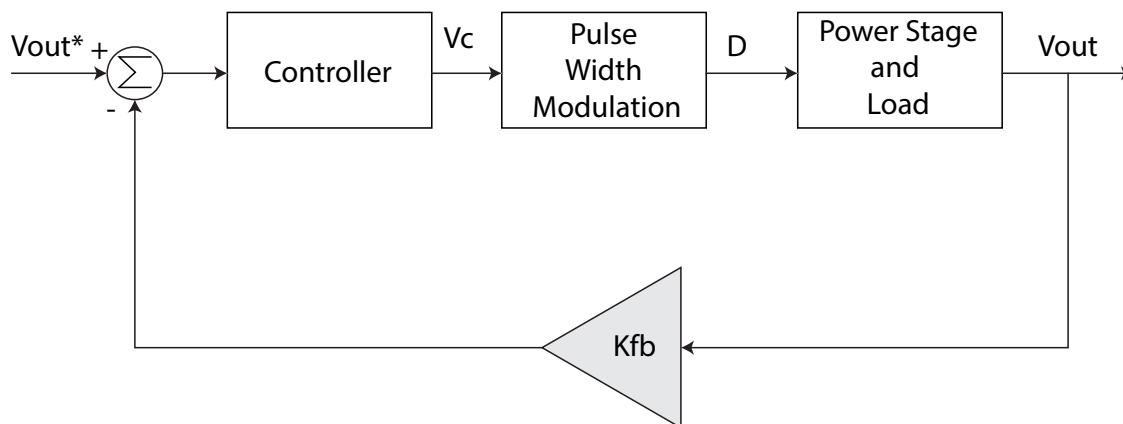 Vout*
+
-
Σ
Controller
Vc
Pulse
Width
Modulation
D
Power Stage
and
Load
Vout
Kfb